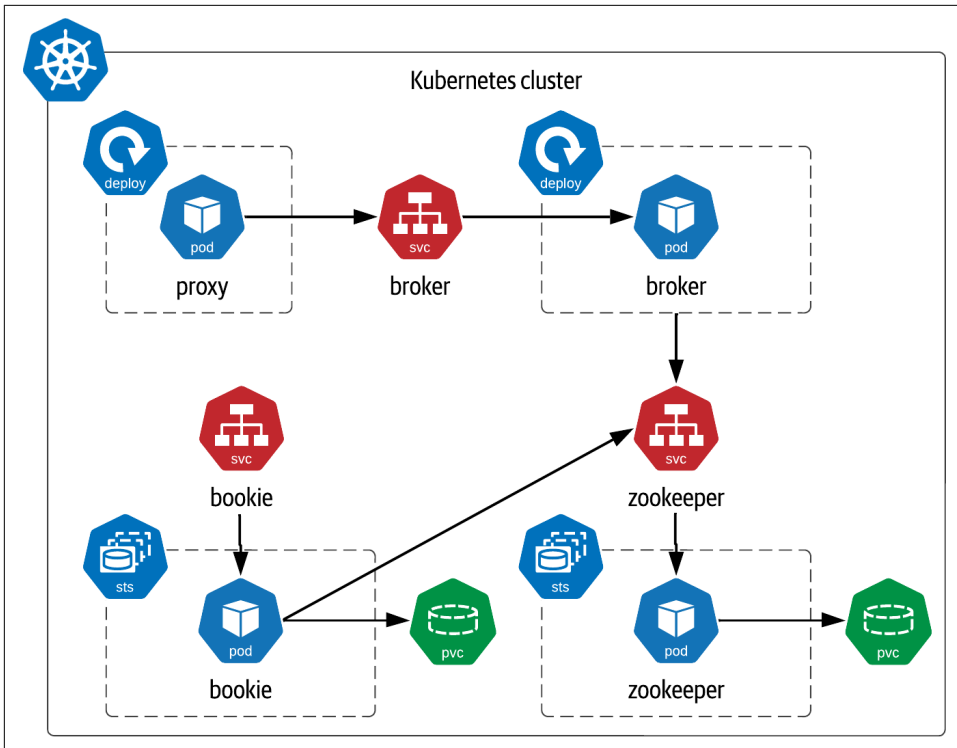 Kubernetes cluster
deploy
pod
proxy
svc
broker
deploy
pod
broker
svc
bookie
svc
zookeeper
sts
pod
bookie
pvc
sts
pod
zookeeper
pvc